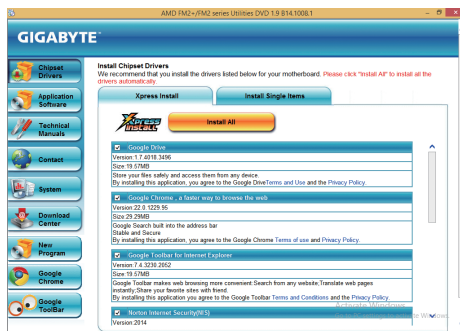 AMD FM2+/FM2 series Utilities DVD 1.9 B14.1008.1
GIGABYTE™
Chipset
Drivers
Application
Software
Technical
Manuals
Contact
System
Download
Center
New
Program
Google
Chrome
Google
Toolbar
Install Chipset Drivers
We recommend that you install the drivers listed below for your motherboard. Please click "Install All" to install all the
drivers automatically.
Xpress Install
Install Single Items
Xpress
Install
Install All
Google Drive
Version:1.7.4018.3496
Size:19.57MB
Store your files safely and access them from any device.
By installing this application, you agree to the Google DriveTerms and Use and the Privacy Policy.
Google Chrome , a faster way to browse the web
Version:22.0.1229.95
Size:29.29MB
Google Search built into the address bar
Stable and Secure
By installing this application, you agree to the Google Chrome Terms of use and Privacy Policy.
Google Toolbar for Internet Explorer
Version:7.4.3230.2052
Size:19.57MB
Google Toolbar makes web browsing more convenient:Search from any website;Translate web pages
instantly;Share your favorite sites with friend.
By installing this application you agree to the Google Toolbar Terms and Conditions and the Privacy Policy.
Norton Internet Security(NIS)
Version:2014
Activate Windows